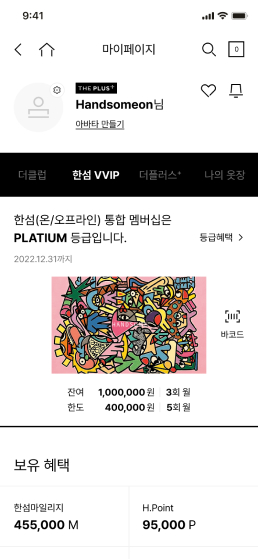 9:41
마이페이지
0
THE PLUS+
Handsomeon님
아바타 만들기
더클럽 한섬 VVIP 더플러스+ 나의 옷장
한섬(온/오프라인) 통합 멤버십은
PLATIUM 등급입니다. 등급혜택 >
2022.12.31까지
HANDSOME
바코드
잔여 1,000,000 원 3회 월
한도 400,000 원 5회 월
보유 혜택
한섬마일리지 H.Point
455,000 M 95,000 P